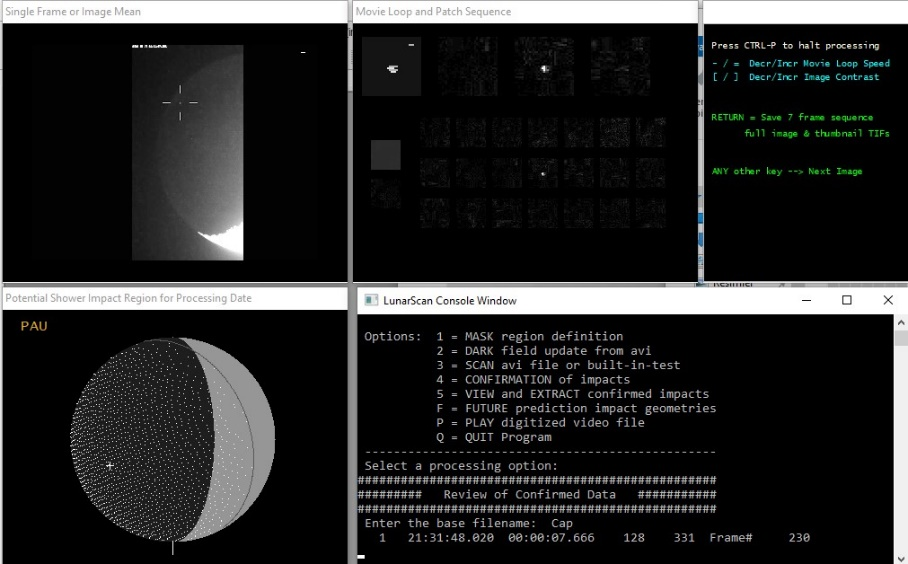 Single Frame or Image Mean
Movie Loop and Patch Sequence
Press CTRL-P to halt processing
- / =  Decr/Incr Movie Loop Speed
[ / ]  Decr/Incr Image Contrast
RETURN = Save 7 frame sequence
full image & thumbnail TIFs
ANY other key --> Next Image
Potential Shower Impact Region for Processing Date
PAU
LunarScan Console Window
Options:  1 = MASK region definition
2 = DARK field update from avi
3 = SCAN avi file or built-in-test
4 = CONFIRMATION of impacts
5 = VIEW and EXTRACT confirmed impacts
F = FUTURE prediction impact geometries
P = PLAY digitized video file
Q = QUIT Program
-------------------------------------------------
Select a processing option:
##################################################
#########   Review of Confirmed Data   ###########
##################################################
Enter the base filename:  Cap
1   21:31:48.020  00:00:07.666    128    331  Frame#     230